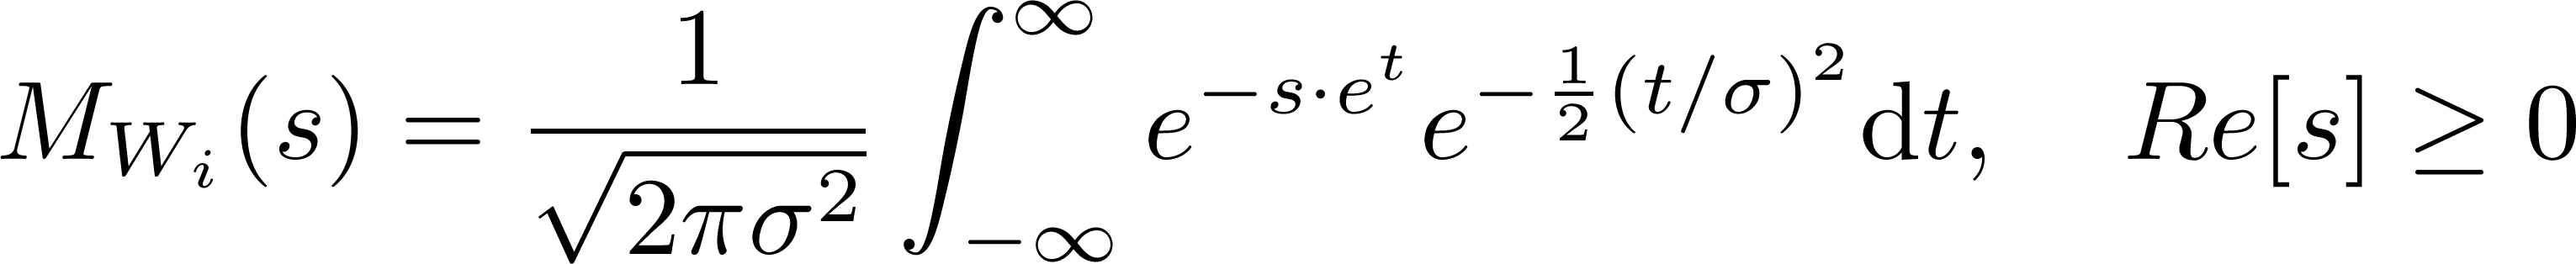 M_{W_i}(s) = \frac{1}{\sqrt{2\pi\sigma^2}} \int_{-\infty}^{\infty} e^{-s \cdot e^t} e^{-\frac{1}{2}(t/\sigma)^2} \mathrm{d}t, \quad Re[s] \geq 0